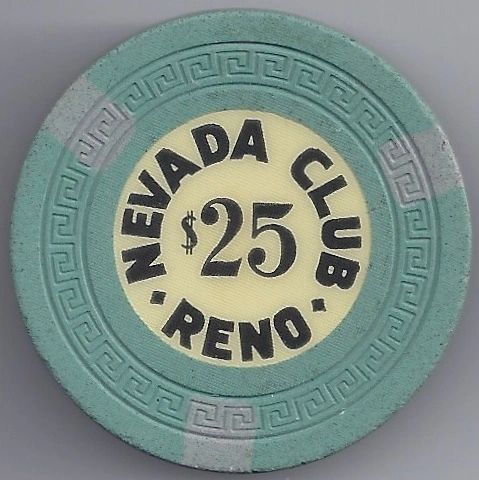 NEVADA CLUB
$25
· RENO ·